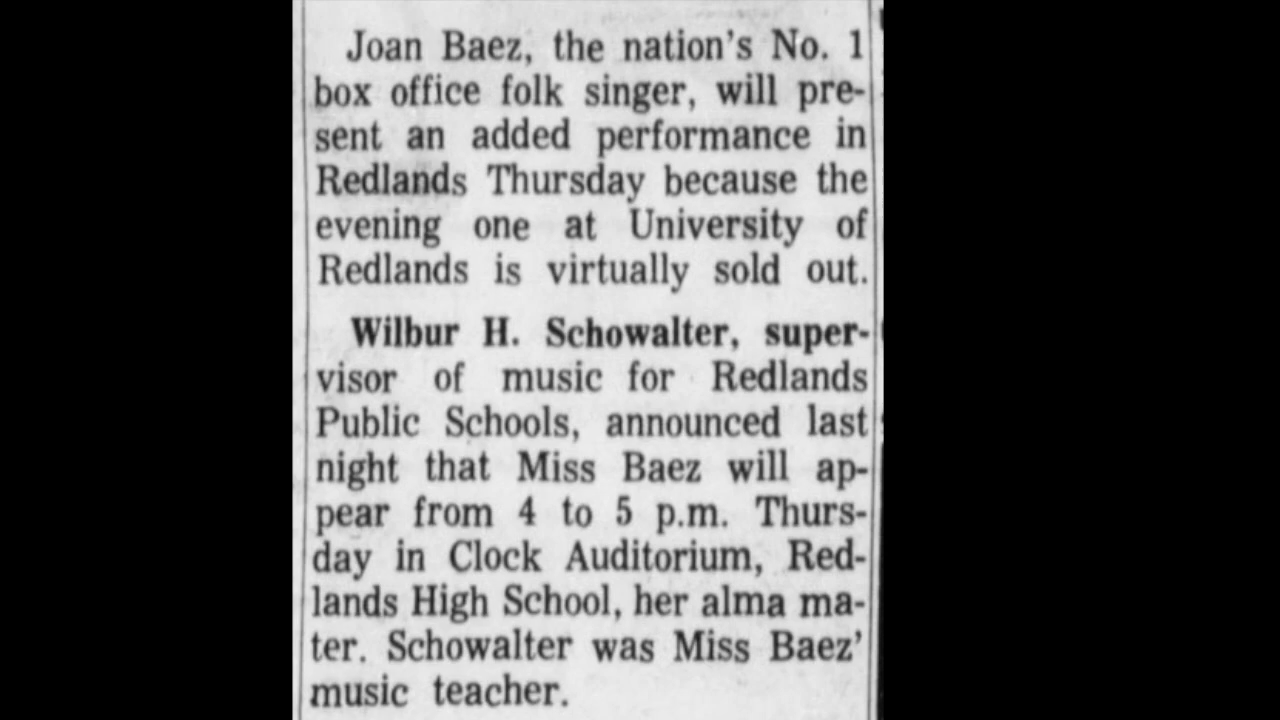 Joan Baez, the nation's No. 1
box office folk singer, will pre-
sent an added performance in
Redlands Thursday because the
evening one at University of
Redlands is virtually sold out.
Wilbur H. Schowalter, super-
visor of music for Redlands
Public Schools, announced last
night that Miss Baez will ap-
pear from 4 to 5 p.m. Thurs-
day in Clock Auditorium, Red-
lands High School, her alma ma-
ter. Schowalter was Miss Baez'
music teacher.